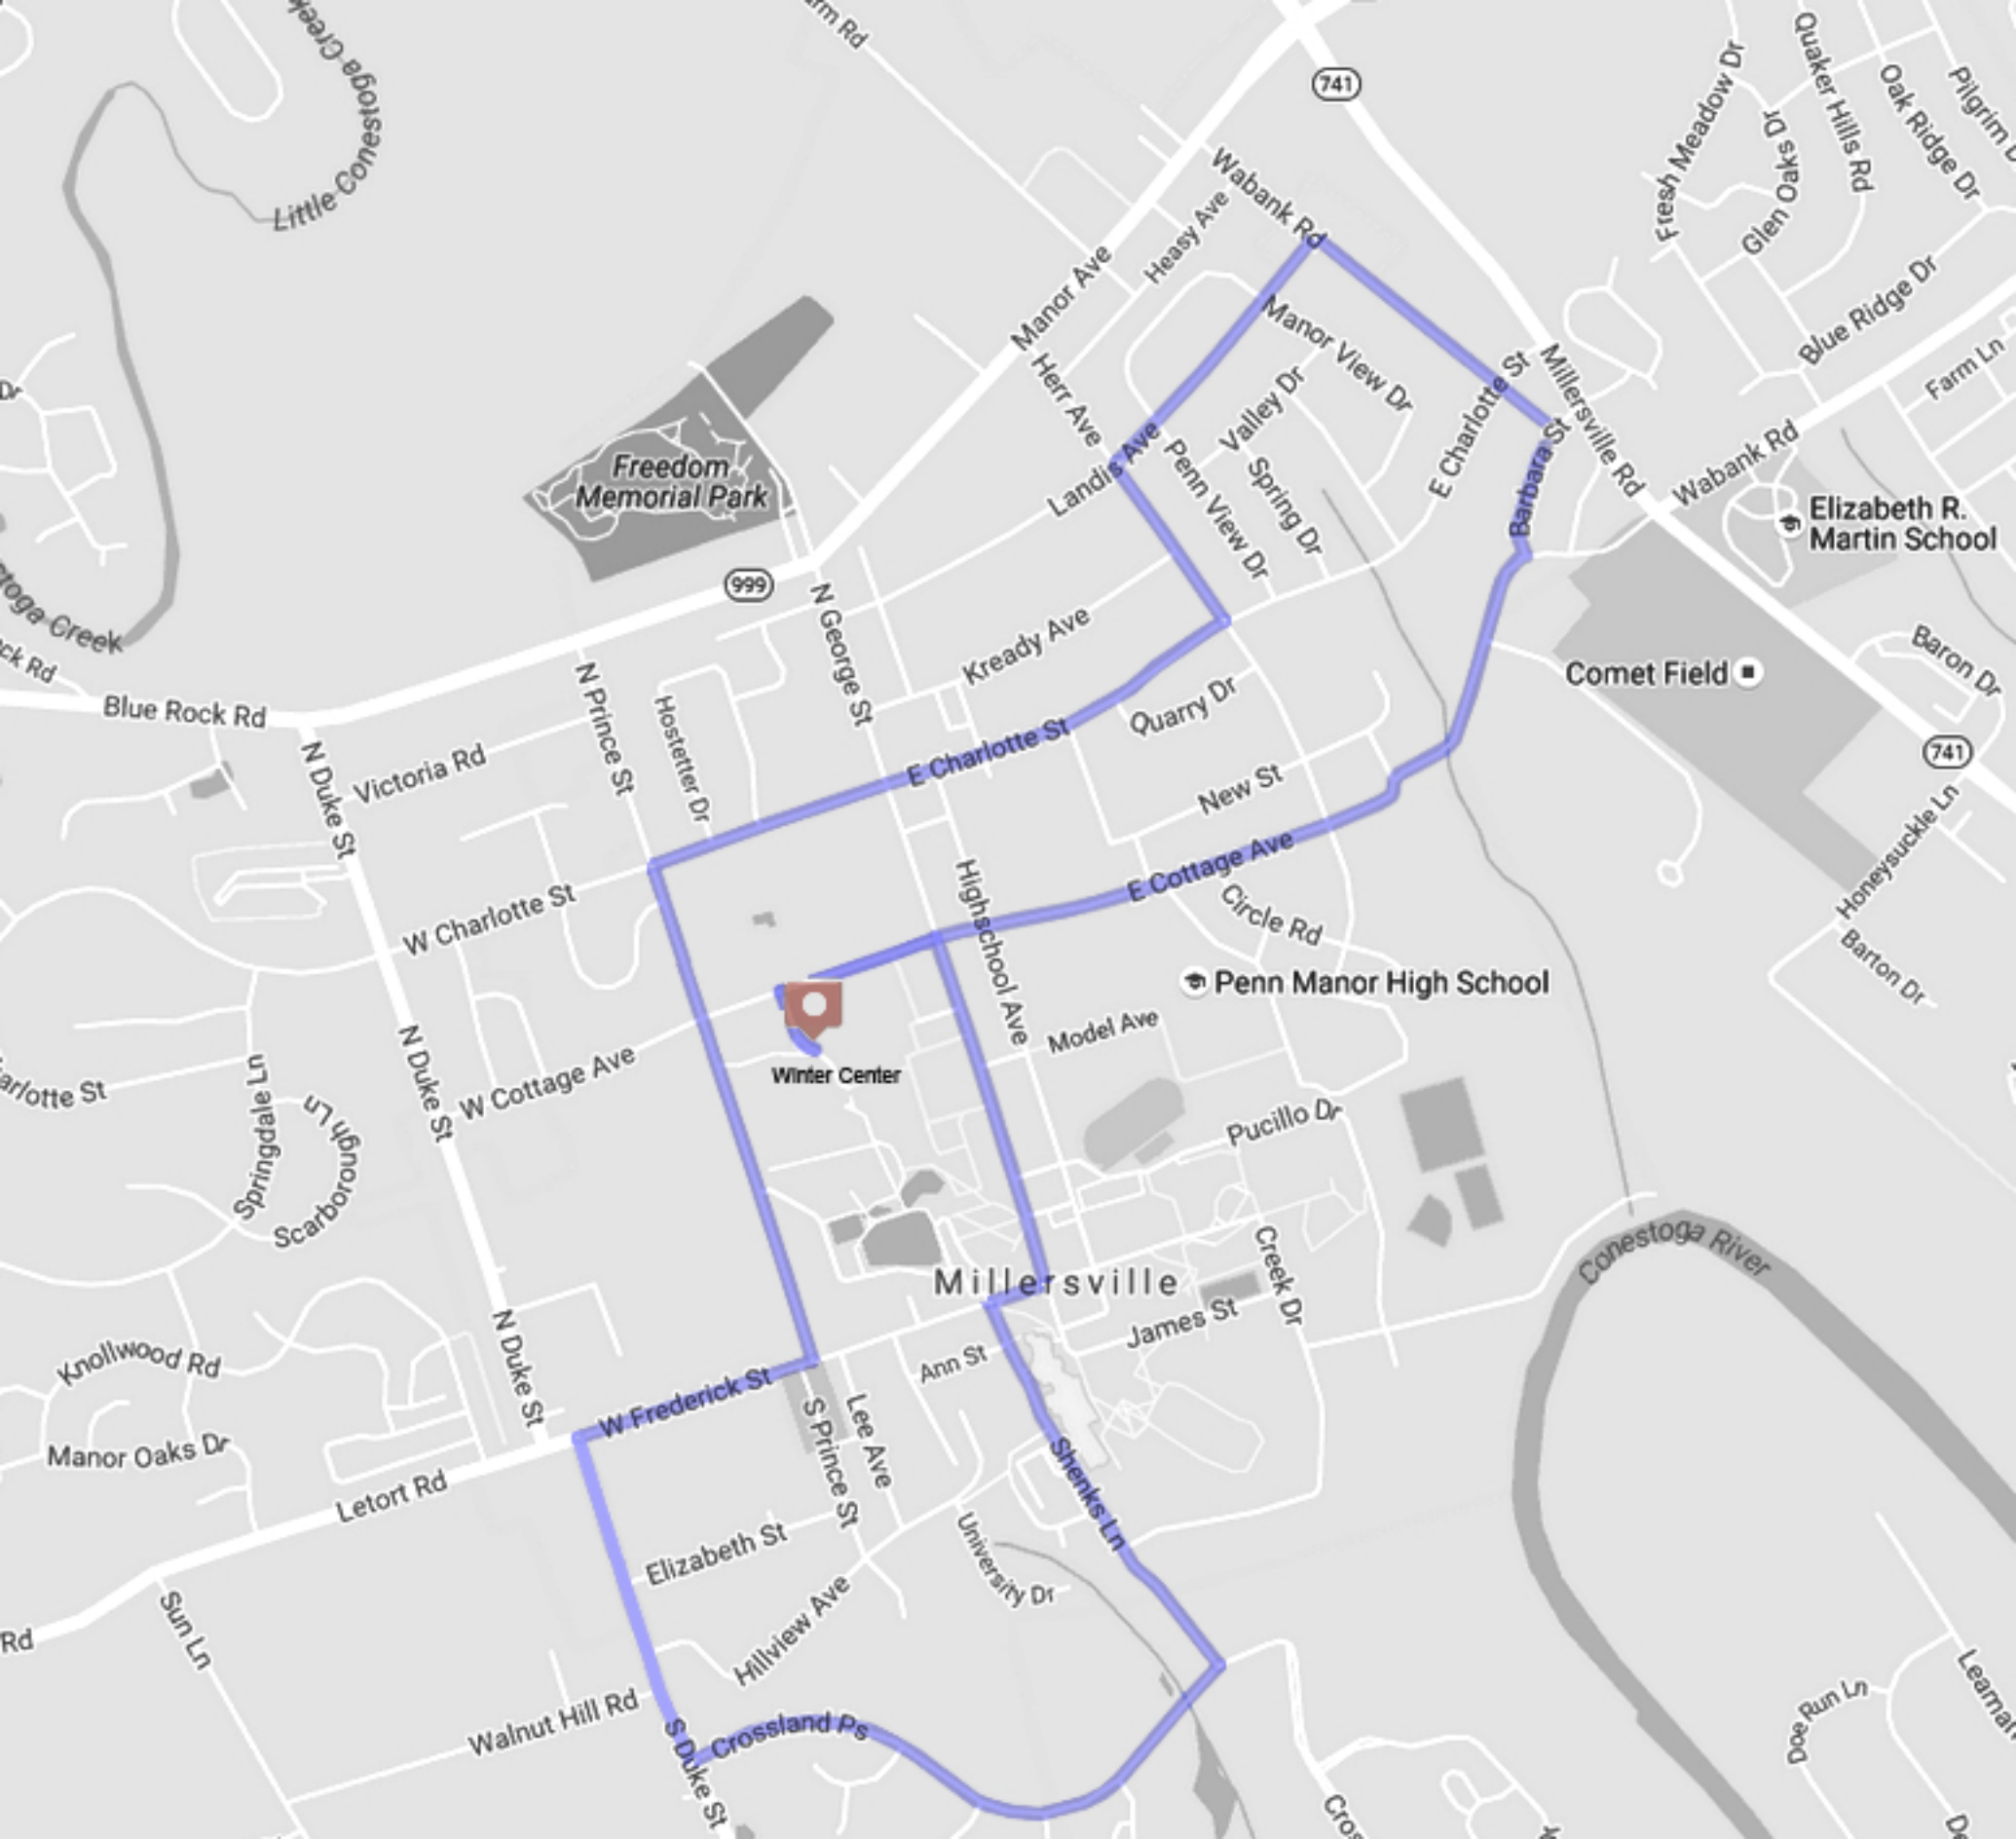 Little Conestoga Creek
741
Fresh Meadow Dr
Quaker Hills Rd
Glen Oaks Dr
Oak Ridge Dr
Wabank Rd
Heasy Ave
Manor Ave
Manor View Dr
Blue Ridge Dr
Farm Ln
Millersville Rd
E Charlotte St
Herr Ave
Valley Dr
Landis Ave
Penn View Dr
Spring Dr
Barbara St
Wabank Rd
Freedom
Memorial Park
Elizabeth R.
Martin School
999
N George St
Kready Ave
Baron Dr
Comet Field
Quarry Dr
Blue Rock Rd
N Prince St
Hostetter Dr
E Charlotte St
741
Victoria Rd
N Duke St
New St
Honeysuckle Ln
E Cottage Ave
Highschool Ave
Circle Rd
W Charlotte St
Barton Dr
Penn Manor High School
Model Ave
Winter Center
N Duke St
W Cottage Ave
Springdale Ln
Scarborough Ln
Pucillo Dr
Conestoga River
Creek Dr
Millersville
James St
Knollwood Rd
N Duke St
Ann St
W Frederick St
Lee Ave
S Prince St
Manor Oaks Dr
Letort Rd
Shenks Ln
Elizabeth St
University Dr
Hillview Ave
Sun Ln
Rd
Walnut Hill Rd
Crossland Ps
S Duke St
Doe Run Ln